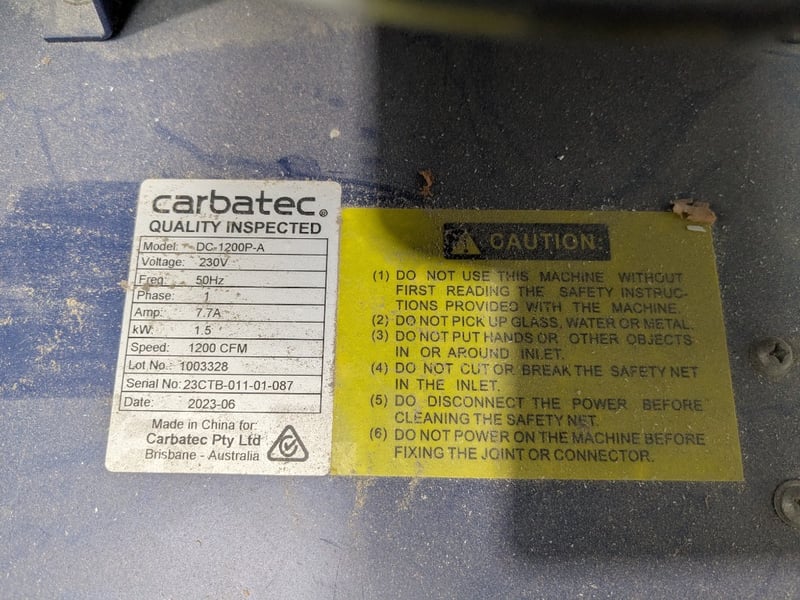 carbatec®
QUALITY INSPECTED
Model: DC-1200P-A
Voltage: 230V
Freq: 50Hz
Phase: 1
Amp: 7.7A
kW: 1.5
Speed: 1200 CFM
Lot No.: 1003328
Serial No: 23CTB-011-01-087
Date: 2023-06
Made in China for:
Carbatec Pty Ltd
Brisbane - Australia
CAUTION:
(1) DO NOT USE THIS MACHINE WITHOUT
FIRST READING THE SAFETY INSTRUC-
TIONS PROVIDED WITH THE MACHINE.
(2) DO NOT PICK UP GLASS, WATER OR METAL.
(3) DO NOT PUT HANDS OR OTHER OBJECTS
IN OR AROUND INLET.
(4) DO NOT CUT OR BREAK THE SAFETY NET
IN THE INLET.
(5) DO DISCONNECT THE POWER BEFORE
CLEANING THE SAFETY NET.
(6) DO NOT POWER ON THE MACHINE BEFORE
FIXING THE JOINT OR CONNECTOR.